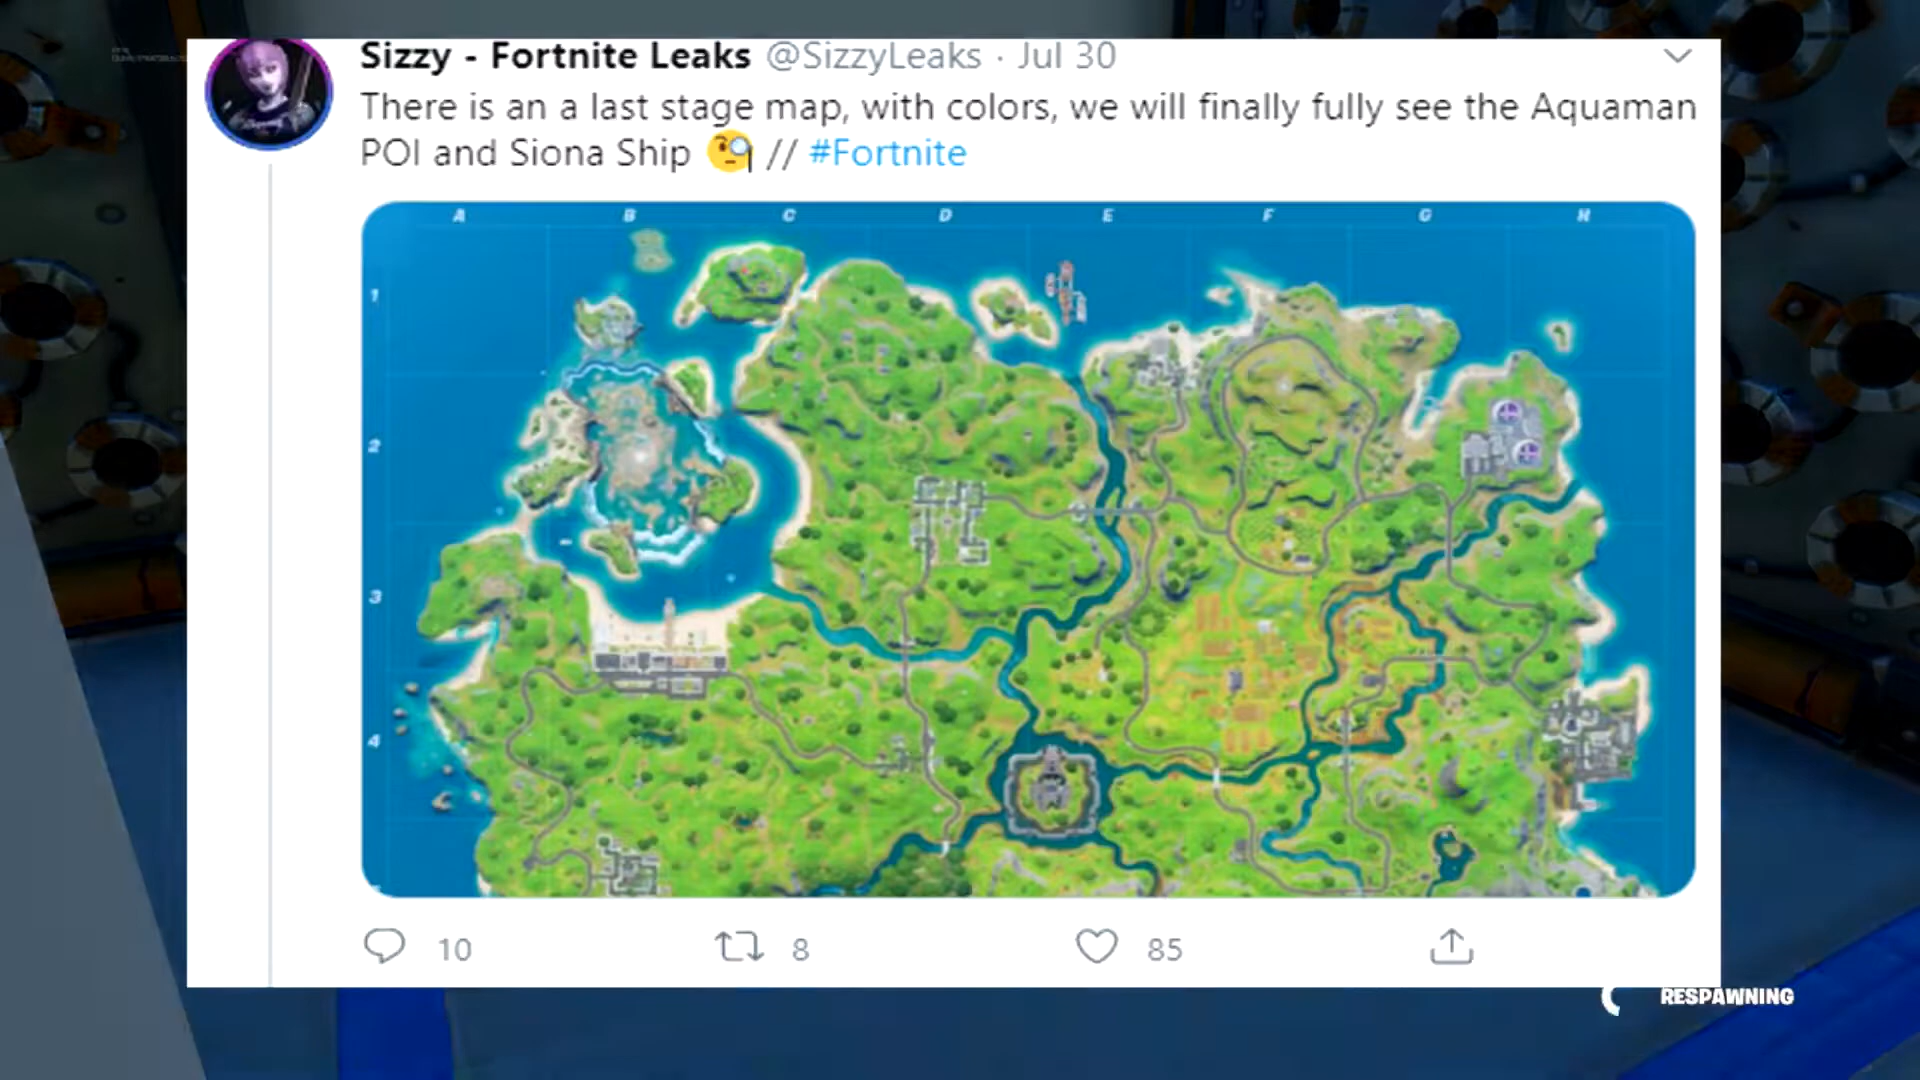 Sizzy - Fortnite Leaks @SizzyLeaks · Jul 30
There is an a last stage map, with colors, we will finally fully see the Aquaman
POI and Siona Ship 🧐 // #Fortnite
A B C D E F G H
1
2
3
4
10 8 85
RESPAWNING